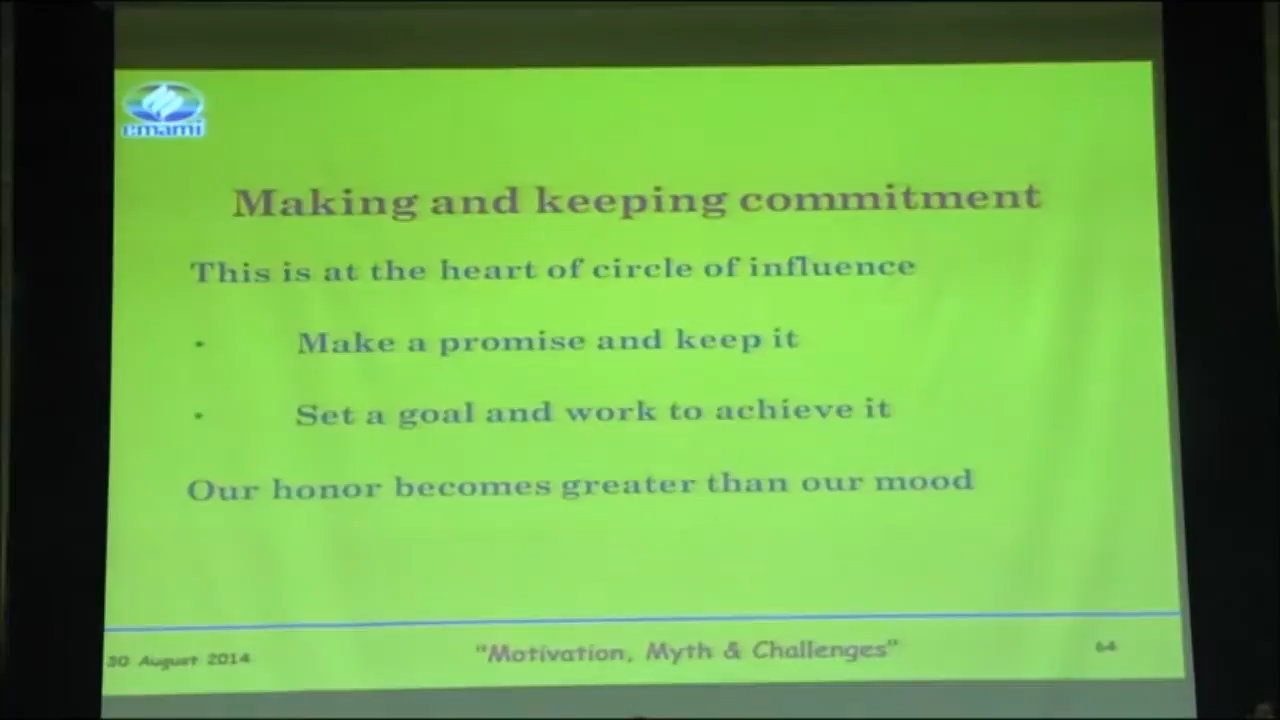 emami
Making and keeping commitment
This is at the heart of circle of influence
• Make a promise and keep it
• Set a goal and work to achieve it
Our honor becomes greater than our mood
30 August 2014
"Motivation, Myth & Challenges"
64